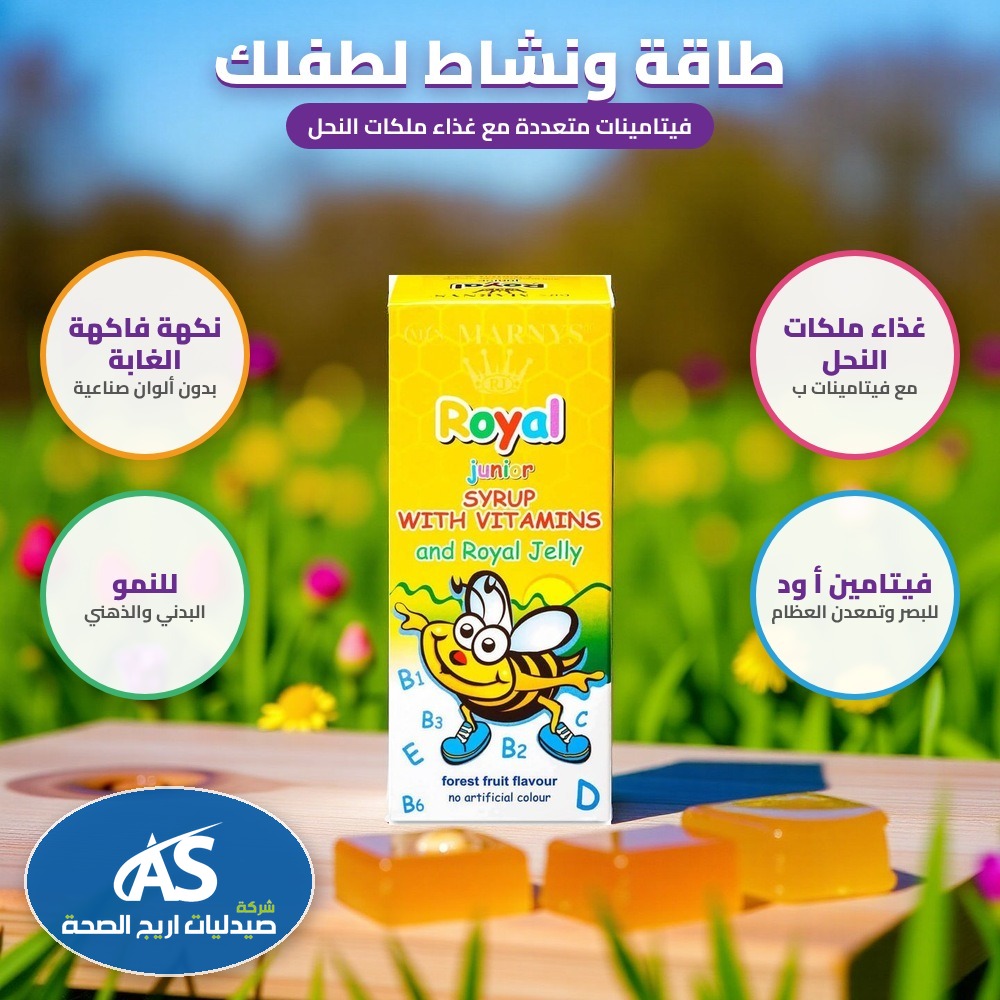 طاقة ونشاط لطفلك
فيتامينات متعددة مع غذاء ملكات النحل
غذاء ملكات
النحل
مع فيتامينات ب
نكهة فاكهة
الغابة
بدون ألوان صناعية
فيتامين أ ود
للبصر وتمعدن العظام
للنمو
البدني والذهني
Royal
MARNYS
RJ
Royal
junior
SYRUP
WITH VITAMINS
and Royal Jelly
B1
B3
E
B2
C
B6
D
forest fruit flavour
no artificial colour
AS
شركة
صيدليات اريج الصحة